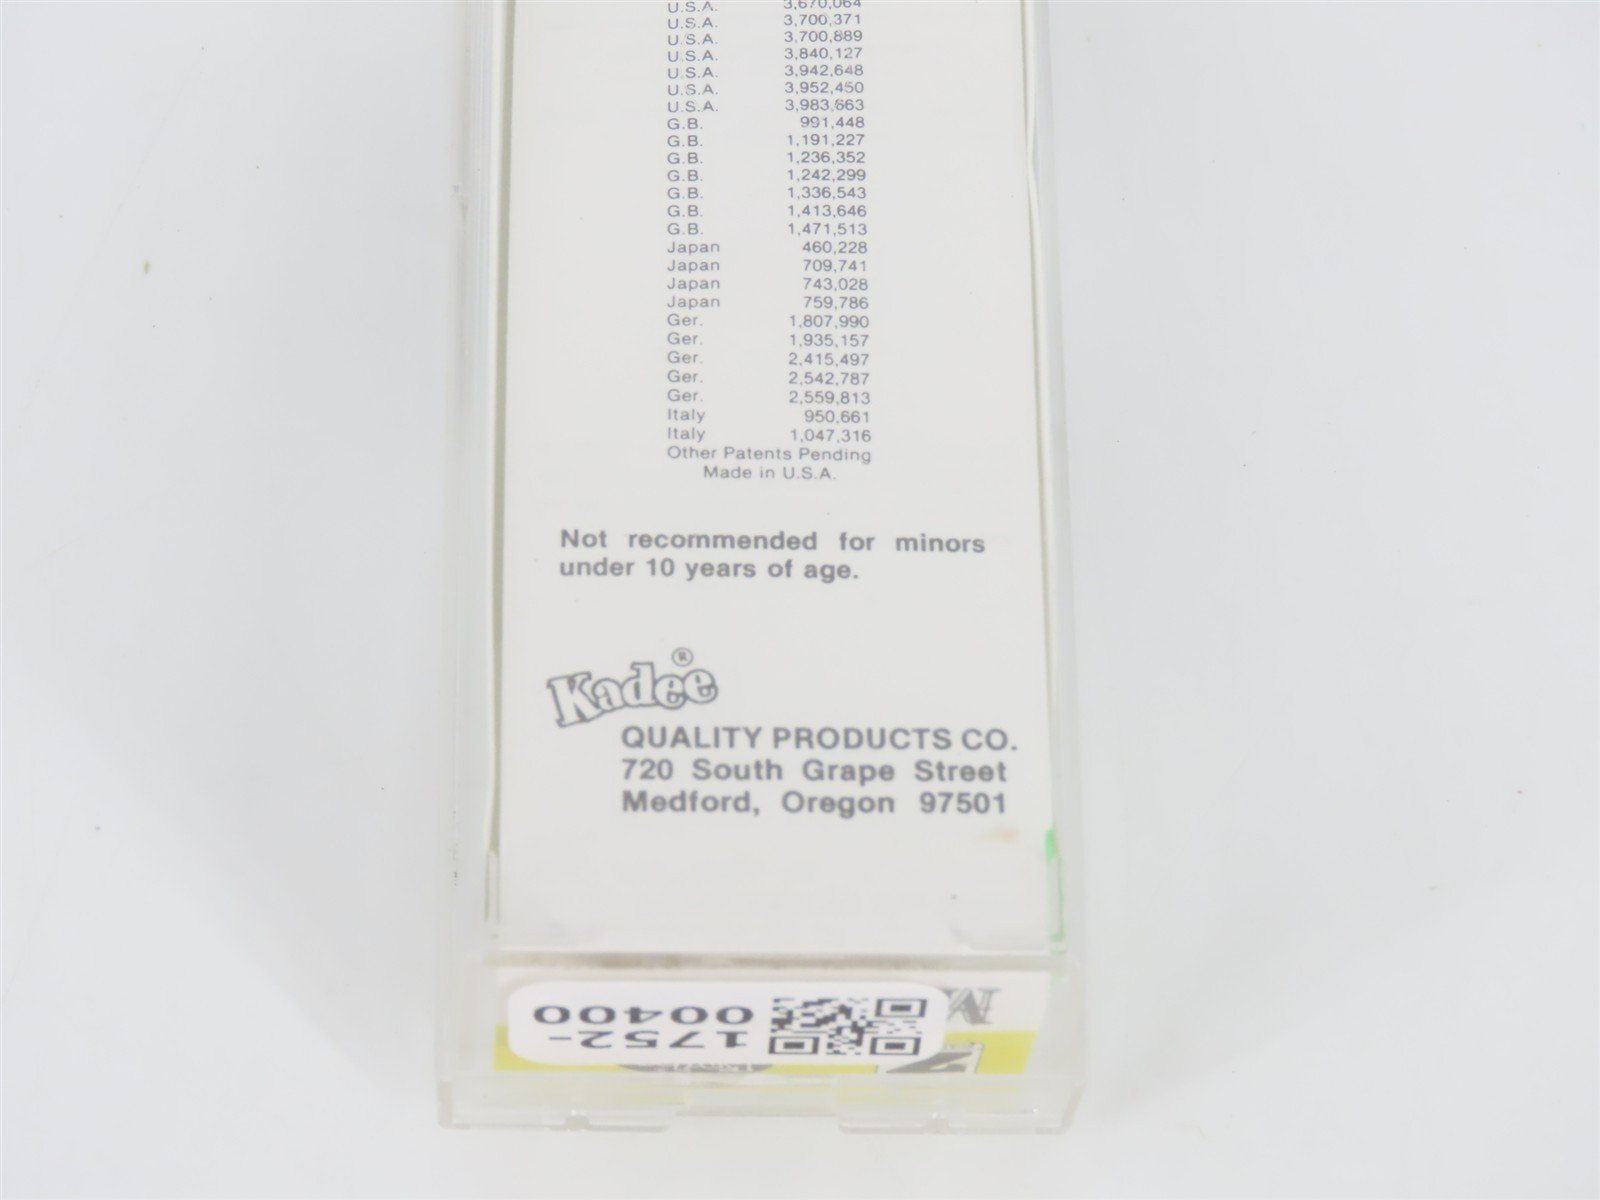 U.S.A. 3,670,064
U.S.A. 3,700,371
U.S.A. 3,700,889
U.S.A. 3,840,127
U.S.A. 3,942,648
U.S.A. 3,952,450
U.S.A. 3,983,663
G.B. 991,448
G.B. 1,191,227
G.B. 1,236,352
G.B. 1,242,299
G.B. 1,336,543
G.B. 1,413,646
G.B. 1,471,513
Japan 460,228
Japan 709,741
Japan 743,028
Japan 759,786
Ger. 1,807,990
Ger. 1,935,157
Ger. 2,415,497
Ger. 2,542,787
Ger. 2,559,813
Italy 950,661
Italy 1,047,316
Other Patents Pending
Made in U.S.A.
Not recommended for minors
under 10 years of age.
Kadee®
QUALITY PRODUCTS CO.
720 South Grape Street
Medford, Oregon 97501
1752-
00400